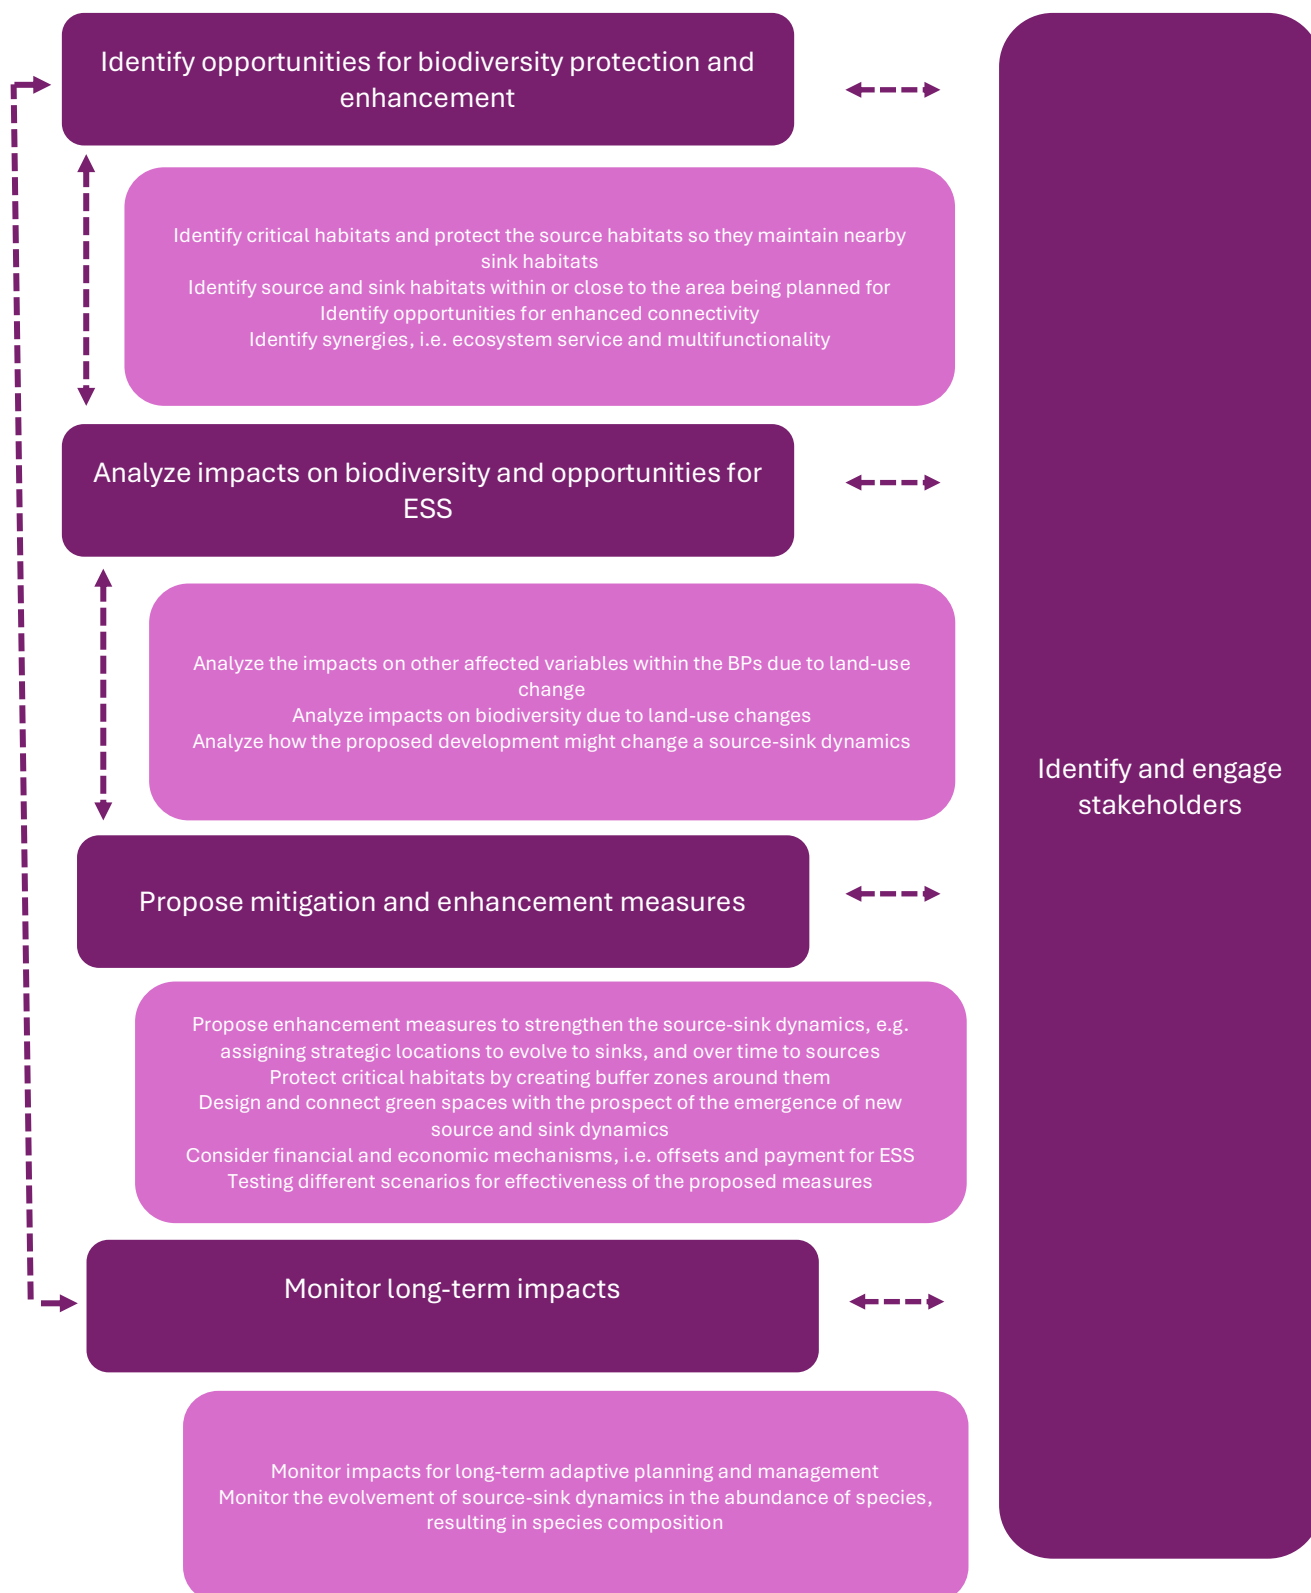 Identify opportunities for biodiversity protection and
enhancement
Identify critical habitats and protect the source habitats so they maintain nearby
sink habitats
Identify source and sink habitats within or close to the area being planned for
Identify opportunities for enhanced connectivity
Identify synergies, i.e. ecosystem service and multifunctionality
Analyze impacts on biodiversity and opportunities for
ESS
Analyze the impacts on other affected variables within the BPs due to land-use
change
Analyze impacts on biodiversity due to land-use changes
Analyze how the proposed development might change a source-sink dynamics
Propose mitigation and enhancement measures
Propose enhancement measures to strengthen the source-sink dynamics, e.g.
assigning strategic locations to evolve to sinks, and over time to sources
Protect critical habitats by creating buffer zones around them
Design and connect green spaces with the prospect of the emergence of new
source and sink dynamics
Consider financial and economic mechanisms, i.e. offsets and payment for ESS
Testing different scenarios for effectiveness of the proposed measures
Monitor long-term impacts
Monitor impacts for long-term adaptive planning and management
Monitor the evolvement of source-sink dynamics in the abundance of species,
resulting in species composition
Identify and engage
stakeholders